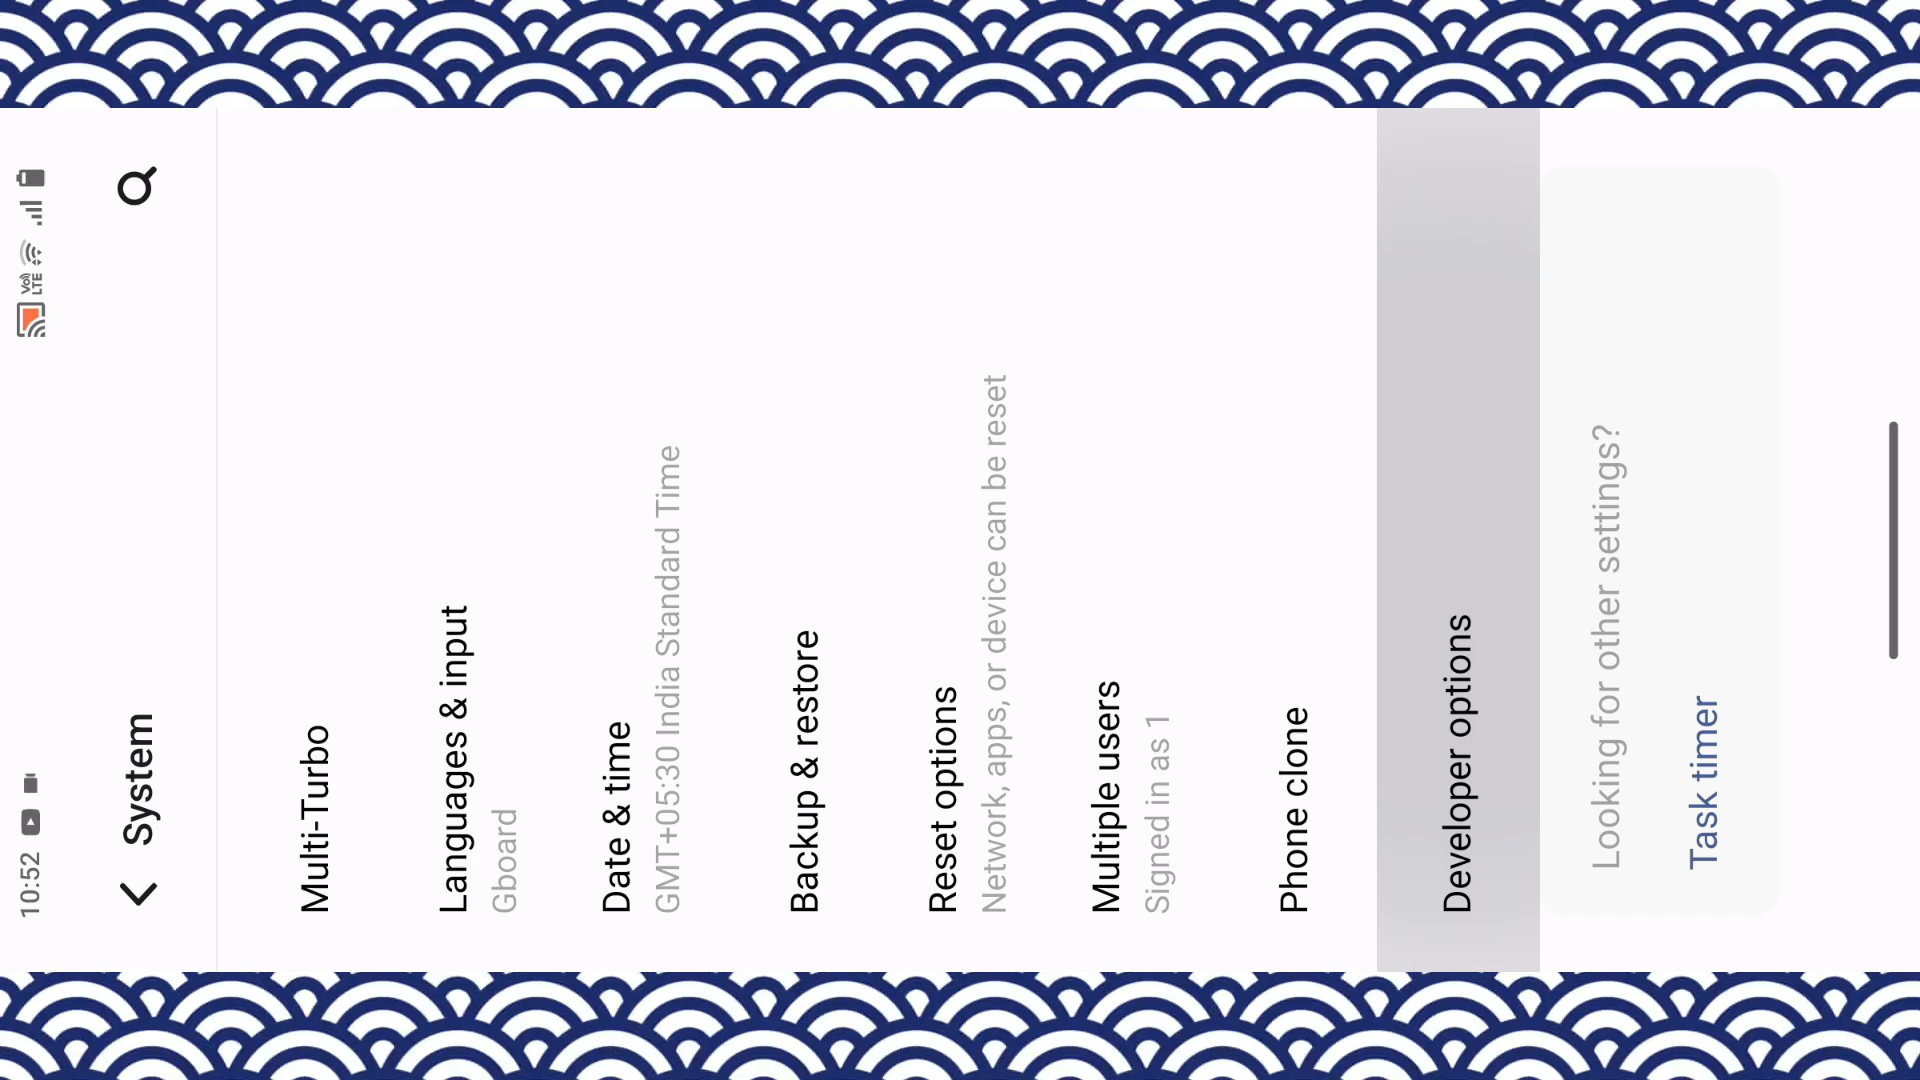 10:52
Vo)) LTE
System
Multi-Turbo
Languages & input
Gboard
Date & time
GMT+05:30 India Standard Time
Backup & restore
Reset options
Network, apps, or device can be reset
Multiple users
Signed in as 1
Phone clone
Developer options
Looking for other settings?
Task timer